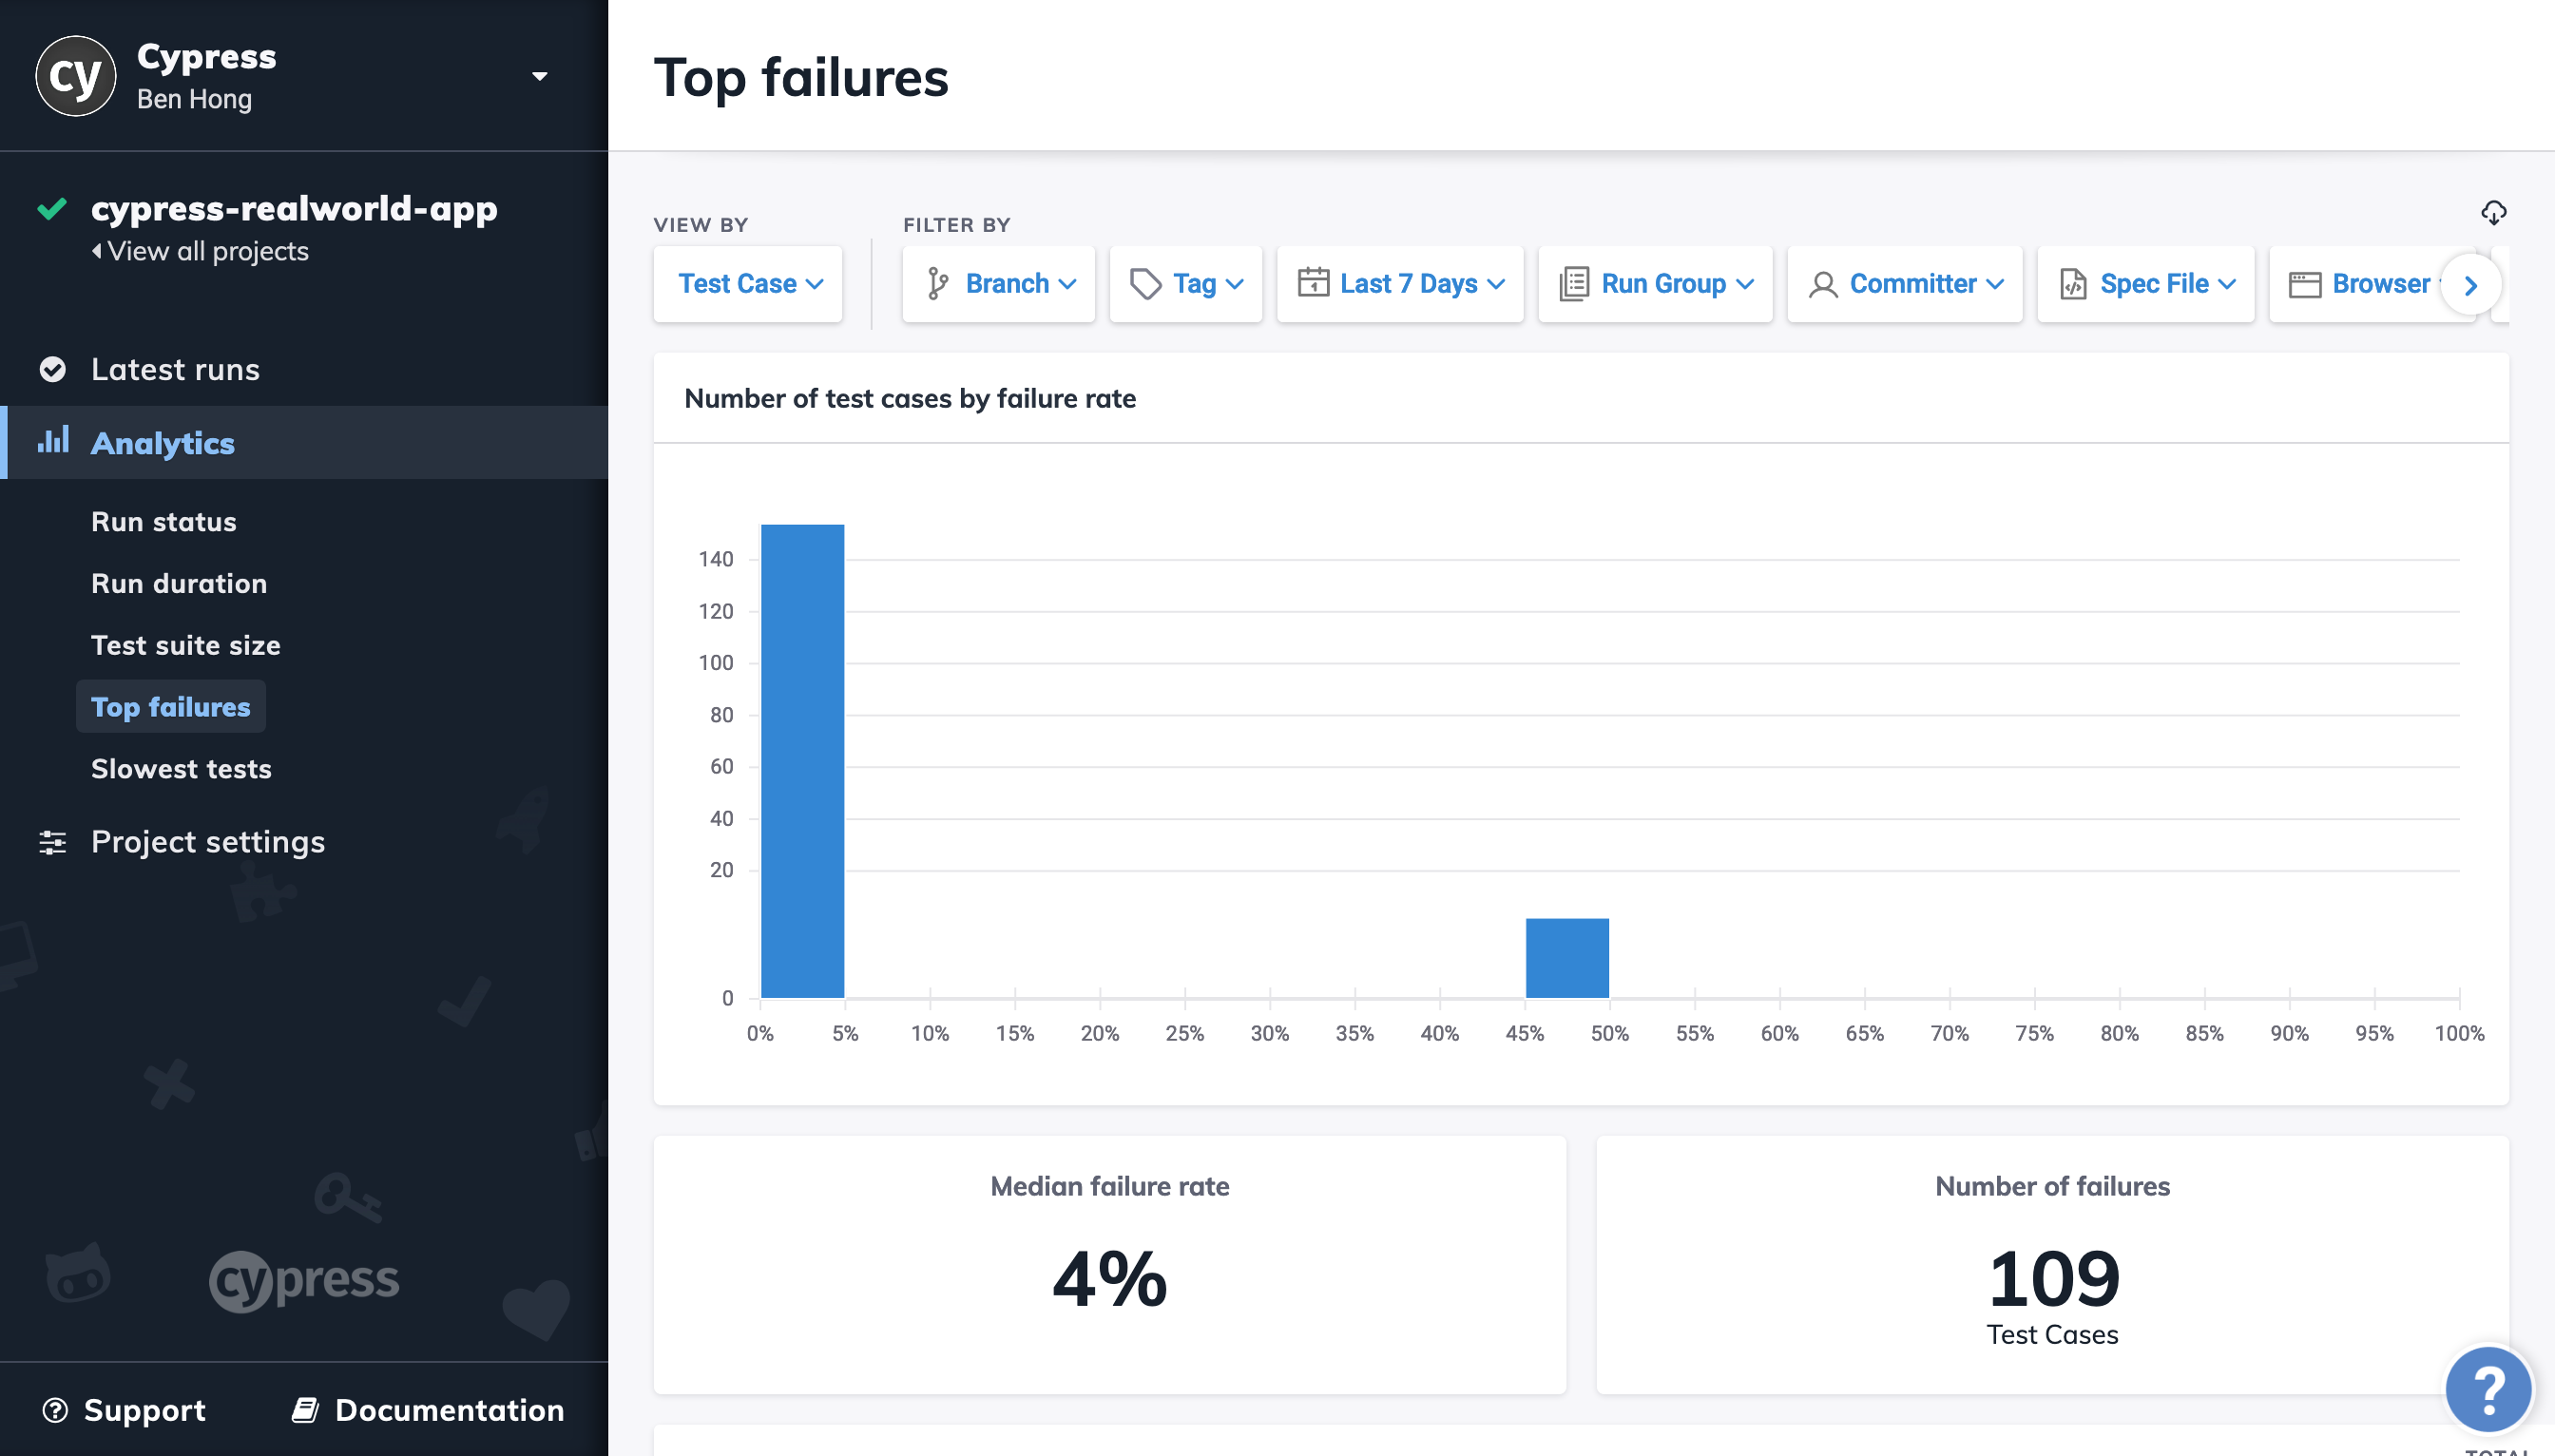 cy
Cypress
Ben Hong
cypress-realworld-app
View all projects
Latest runs
Analytics
Run status
Run duration
Test suite size
Top failures
Slowest tests
Project settings
cypress
Support
Documentation
Top failures
VIEW BY
FILTER BY
Test Case
Branch
Tag
1
Last 7 Days
Run Group
Committer
Spec File
Browser
Number of test cases by failure rate
140
120
100
80
60
40
20
0
0% 5% 10% 15% 20% 25% 30% 35% 40% 45% 50% 55% 60% 65% 70% 75% 80% 85% 90% 95% 100%
Median failure rate
4%
Number of failures
109
Test Cases
?